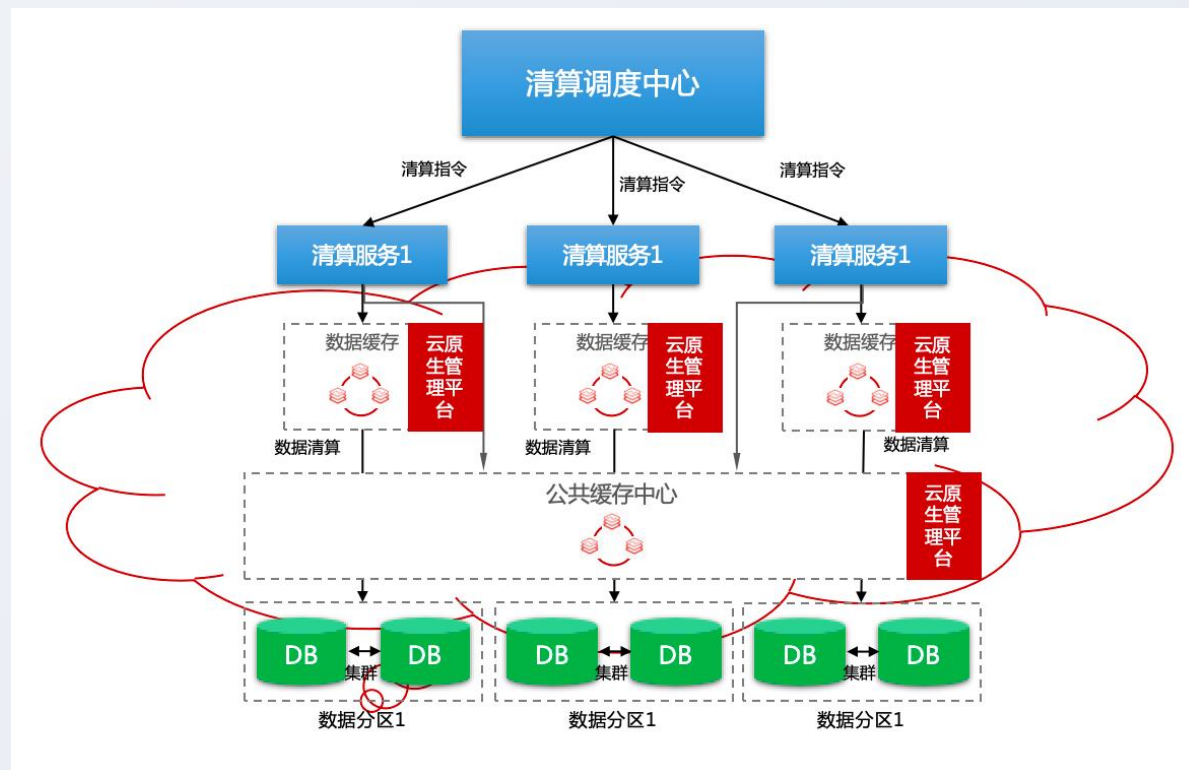 清算调度中心
清算指令
清算指令
清算指令
清算服务1
清算服务1
清算服务1
数据缓存
云原
生管
理平
台
数据缓存
云原
生管
理平
台
数据缓存
云原
生管
理平
台
数据清算
数据清算
数据清算
公共缓存中心
云原
生管
理平
台
DB
DB
集群
DB
DB
集群
DB
DB
集群
数据分区1
数据分区1
数据分区1